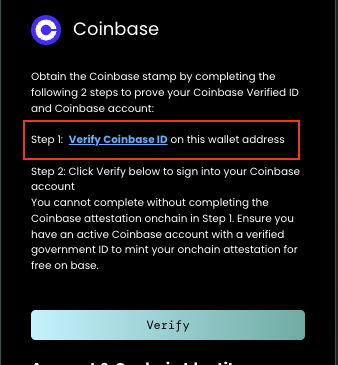 Coinbase
Obtain the Coinbase stamp by completing the
following 2 steps to prove your Coinbase Verified ID
and Coinbase account:
Step 1: Verify Coinbase ID on this wallet address
Step 2: Click Verify below to sign into your Coinbase
account
You cannot complete without completing the
Coinbase attestation onchain in Step 1. Ensure you
have an active Coinbase account with a verified
government ID to mint your onchain attestation for
free on base.
Verify